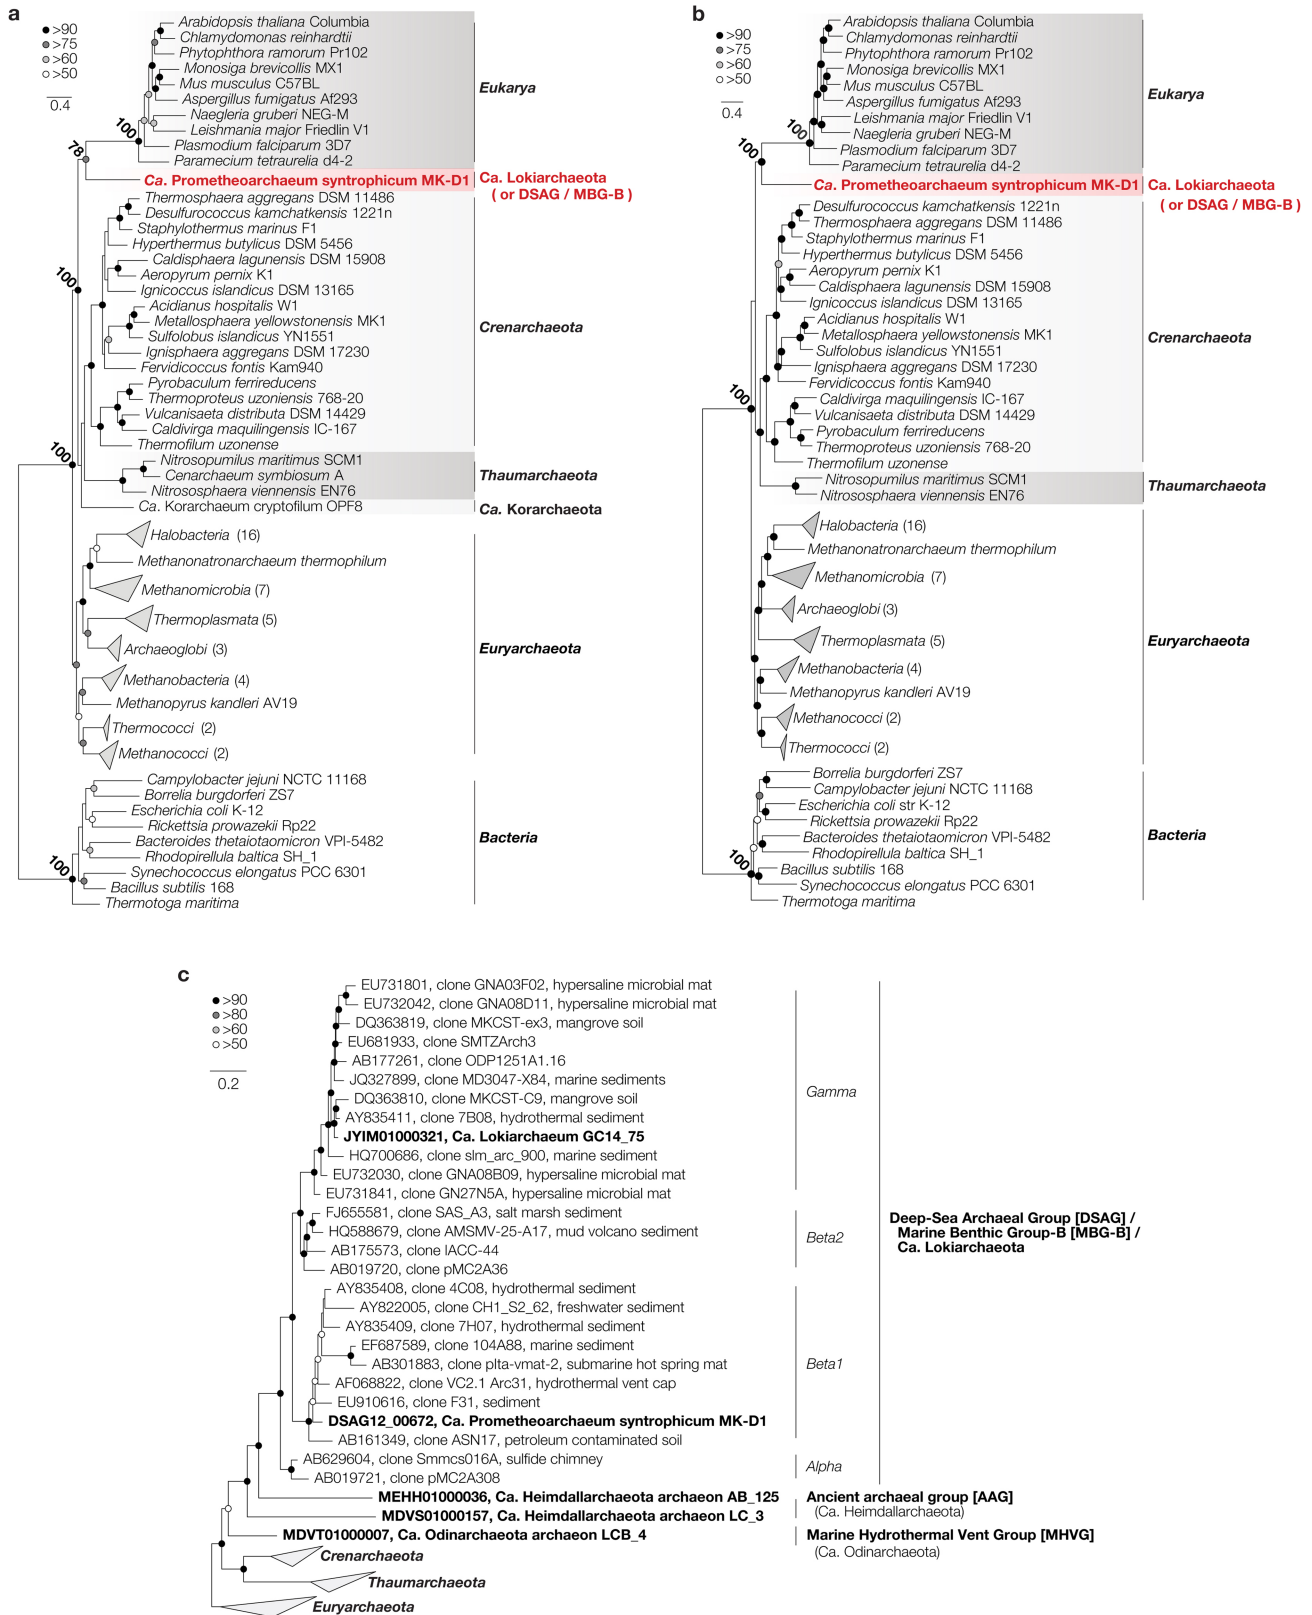 a
>90
>75
>60
>50
0.4
Arabidopsis thaliana Columbia
Chlamydomonas reinhardtii
Phytophthora ramorum Pr102
Monosiga brevicollis MX1
Mus musculus C57BL
Aspergillus fumigatus Af293
Naegleria gruberi NEG-M
Leishmania major Friedlin V1
Plasmodium falciparum 3D7
Paramecium tetraurelia d4-2
Eukarya
100
78
Ca. Prometheoarchaeum syntrophicum MK-D1
Ca. Lokiarchaeota
( or DSAG / MBG-B )
Thermosphaera aggregans DSM 11486
Desulfurococcus kamchatkensis 1221n
Staphylothermus marinus F1
Hyperthermus butylicus DSM 5456
Caldisphaera lagunensis DSM 15908
Aeropyrum pernix K1
Ignicoccus islandicus DSM 13165
Acidianus hospitalis W1
Metallosphaera yellowstonensis MK1
Sulfolobus islandicus YN1551
Ignisphaera aggregans DSM 17230
Fervidicoccus fontis Kam940
Pyrobaculum ferrireducens
Thermoproteus uzoniensis 768-20
Vulcanisaeta distributa DSM 14429
Caldivirga maquilingensis IC-167
Thermofilum uzonense
Crenarchaeota
100
100
Nitrosopumilus maritimus SCM1
Cenarchaeum symbiosum A
Nitrososphaera viennensis EN76
Thaumarchaeota
Ca. Korarchaeum cryptofilum OPF8
Ca. Korarchaeota
Halobacteria (16)
Methanonatronarchaeum thermophilum
Methanomicrobia (7)
Thermoplasmata (5)
Archaeoglobi (3)
Methanobacteria (4)
Methanopyrus kandleri AV19
Thermococci (2)
Methanococci (2)
Euryarchaeota
Campylobacter jejuni NCTC 11168
Borrelia burgdorferi ZS7
Escherichia coli K-12
Rickettsia prowazekii Rp22
Bacteroides thetaiotaomicron VPI-5482
Rhodopirellula baltica SH_1
Synechococcus elongatus PCC 6301
Bacillus subtilis 168
Thermotoga maritima
Bacteria
100
b
>90
>75
>60
>50
0.4
Arabidopsis thaliana Columbia
Chlamydomonas reinhardtii
Phytophthora ramorum Pr102
Monosiga brevicollis MX1
Mus musculus C57BL
Aspergillus fumigatus Af293
Leishmania major Friedlin V1
Naegleria gruberi NEG-M
Plasmodium falciparum 3D7
Paramecium tetraurelia d4-2
Eukarya
100
100
Ca. Prometheoarchaeum syntrophicum MK-D1
Ca. Lokiarchaeota
( or DSAG / MBG-B )
Desulfurococcus kamchatkensis 1221n
Thermosphaera aggregans DSM 11486
Staphylothermus marinus F1
Hyperthermus butylicus DSM 5456
Aeropyrum pernix K1
Caldisphaera lagunensis DSM 15908
Ignicoccus islandicus DSM 13165
Acidianus hospitalis W1
Metallosphaera yellowstonensis MK1
Sulfolobus islandicus YN1551
Ignisphaera aggregans DSM 17230
Fervidicoccus fontis Kam940
Caldivirga maquilingensis IC-167
Vulcanisaeta distributa DSM 14429
Pyrobaculum ferrireducens
Thermoproteus uzoniensis 768-20
Thermofilum uzonense
Crenarchaeota
100
Nitrosopumilus maritimus SCM1
Nitrososphaera viennensis EN76
Thaumarchaeota
Halobacteria (16)
Methanonatronarchaeum thermophilum
Methanomicrobia (7)
Archaeoglobi (3)
Thermoplasmata (5)
Methanobacteria (4)
Methanopyrus kandleri AV19
Methanococci (2)
Thermococci (2)
Euryarchaeota
Borrelia burgdorferi ZS7
Campylobacter jejuni NCTC 11168
Escherichia coli str K-12
Rickettsia prowazekii Rp22
Bacteroides thetaiotaomicron VPI-5482
Rhodopirellula baltica SH_1
Bacillus subtilis 168
Synechococcus elongatus PCC 6301
Thermotoga maritima
Bacteria
100
c
>90
>80
>60
>50
0.2
EU731801, clone GNA03F02, hypersaline microbial mat
EU732042, clone GNA08D11, hypersaline microbial mat
DQ363819, clone MKCST-ex3, mangrove soil
EU681933, clone SMTZArch3
AB177261, clone ODP1251A1.16
JQ327899, clone MD3047-X84, marine sediments
DQ363810, clone MKCST-C9, mangrove soil
AY835411, clone 7B08, hydrothermal sediment
JYIM01000321, Ca. Lokiarchaeum GC14_75
HQ700686, clone slm_arc_900, marine sediment
EU732030, clone GNA08B09, hypersaline microbial mat
EU731841, clone GN27N5A, hypersaline microbial mat
Gamma
FJ655581, clone SAS_A3, salt marsh sediment
HQ588679, clone AMSMV-25-A17, mud volcano sediment
AB175573, clone IACC-44
AB019720, clone pMC2A36
Beta2
Deep-Sea Archaeal Group [DSAG] /
Marine Benthic Group-B [MBG-B] /
Ca. Lokiarchaeota
AY835408, clone 4C08, hydrothermal sediment
AY822005, clone CH1_S2_62, freshwater sediment
AY835409, clone 7H07, hydrothermal sediment
EF687589, clone 104A88, marine sediment
AB301883, clone plta-vmat-2, submarine hot spring mat
AF068822, clone VC2.1 Arc31, hydrothermal vent cap
EU910616, clone F31, sediment
DSAG12_00672, Ca. Prometheoarchaeum syntrophicum MK-D1
AB161349, clone ASN17, petroleum contaminated soil
Beta1
AB629604, clone Smmcs016A, sulfide chimney
AB019721, clone pMC2A308
Alpha
MEHH01000036, Ca. Heimdallarchaeota archaeon AB_125
MDVS01000157, Ca. Heimdallarchaeota archaeon LC_3
Ancient archaeal group [AAG]
(Ca. Heimdallarchaeota)
MDVT01000007, Ca. Odinarchaeota archaeon LCB_4
Marine Hydrothermal Vent Group [MHVG]
(Ca. Odinarchaeota)
Crenarchaeota
Thaumarchaeota
Euryarchaeota